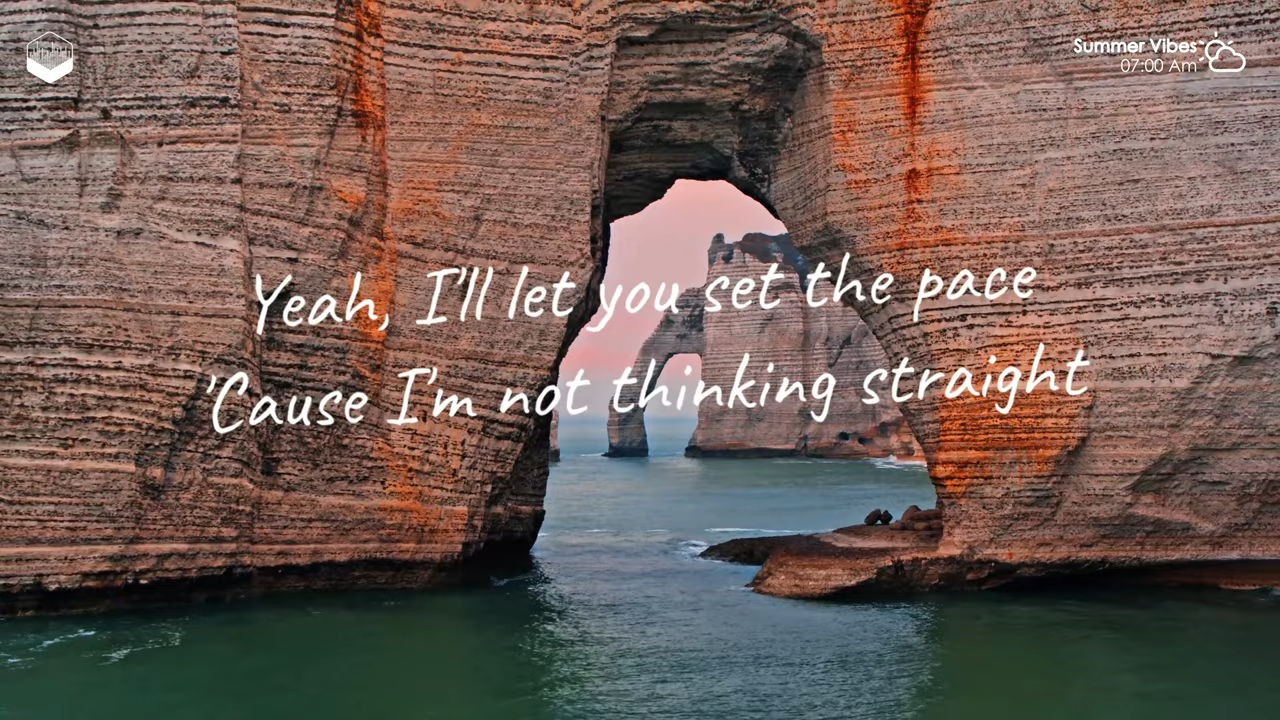 Summer Vibes
07:00 Am
Yeah, I'll let you set the pace
'Cause I'm not thinking straight